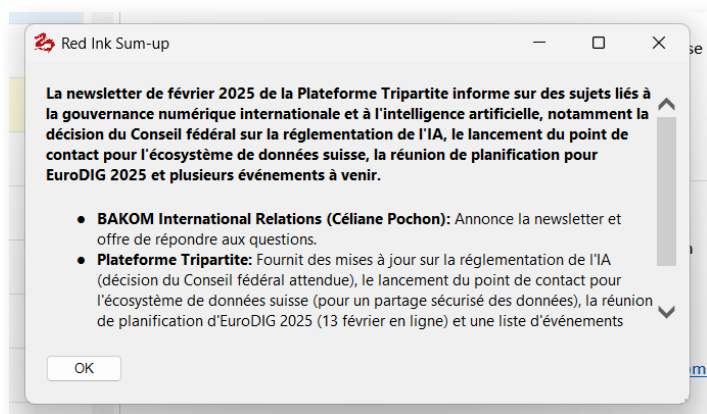 Red Ink Sum-up
se
La newsletter de février 2025 de la Plateforme Tripartite informe sur des sujets liés à
la gouvernance numérique internationale et à l'intelligence artificielle, notamment la
décision du Conseil fédéral sur la réglementation de l'IA, le lancement du point de
contact pour l'écosystème de données suisse, la réunion de planification pour
EuroDIG 2025 et plusieurs événements à venir.
● BAKOM International Relations (Céliane Pochon): Annonce la newsletter et
offre de répondre aux questions.
● Plateforme Tripartite: Fournit des mises à jour sur la réglementation de l'IA
(décision du Conseil fédéral attendue), le lancement du point de contact pour
l'écosystème de données suisse (pour un partage sécurisé des données), la réunion
de planification d'EuroDIG 2025 (13 février en ligne) et une liste d'événements
OK
om